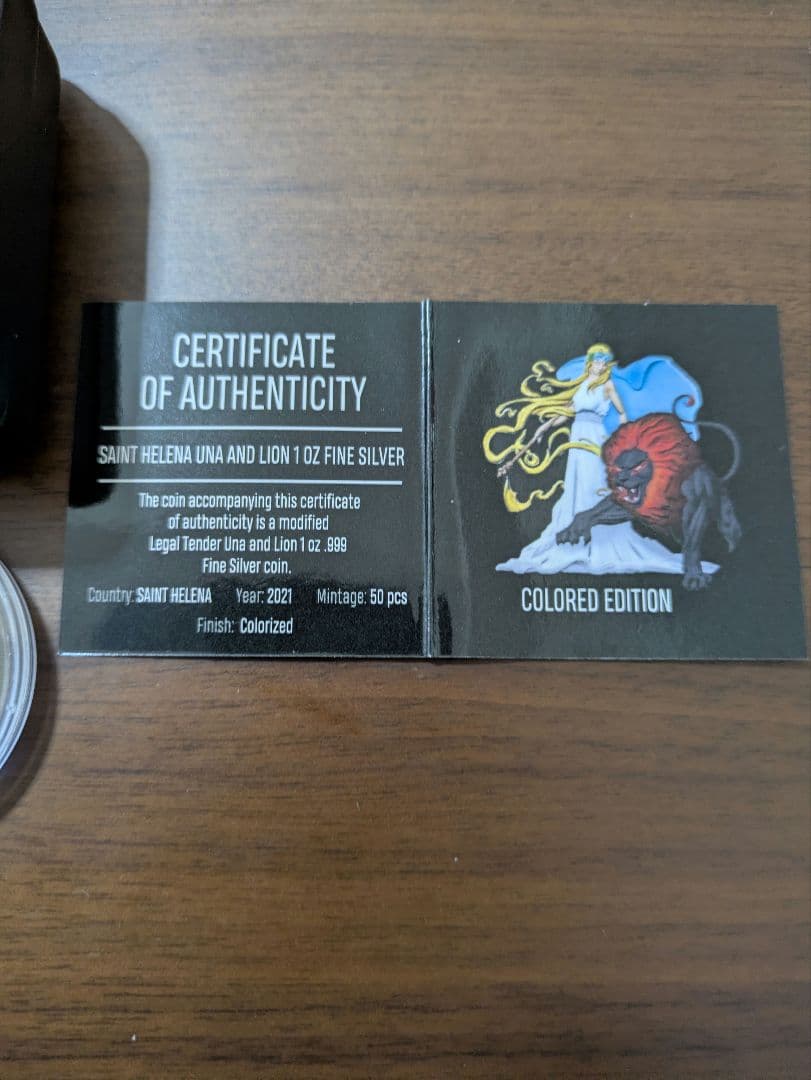 CERTIFICATE
OF AUTHENTICITY
SAINT HELENA UNA AND LION 1 OZ FINE SILVER
The coin accompanying this certificate
of authenticity is a modified
Legal Tender Una and Lion 1 oz .999
Fine Silver coin.
Country: SAINT HELENA Year: 2021 Mintage: 50 pcs
Finish: Colorized
COLORED EDITION